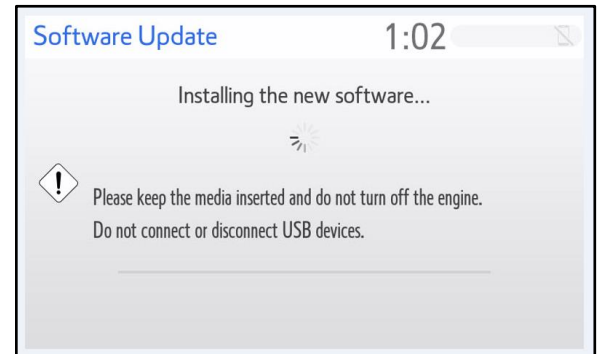 Software Update 1:02
Installing the new software...
!
Please keep the media inserted and do not turn off the engine.
Do not connect or disconnect USB devices.